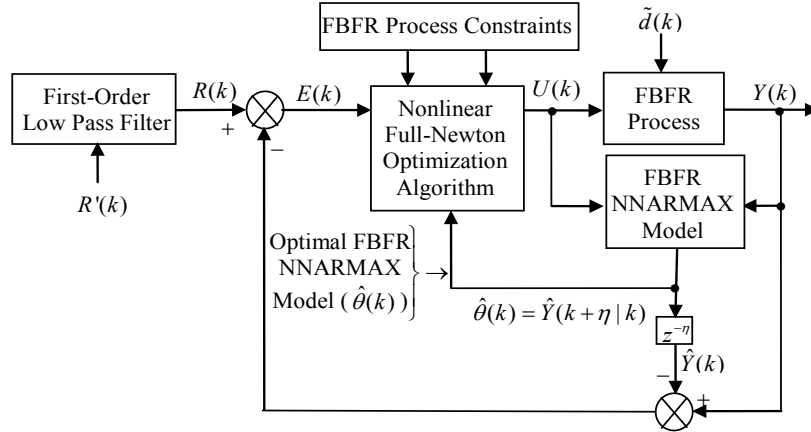 FBFR Process Constraints
d̃(k)
First-Order
Low Pass Filter
R(k)
+
−
E(k)
Nonlinear
Full-Newton
Optimization
Algorithm
U(k)
FBFR
Process
Y(k)
R'(k)
FBFR
NNARMAX
Model
Optimal FBFR
NNARMAX
Model ( θ̂(k) )
→
θ̂(k) = Ŷ(k + η | k)
z^{−η}
Ŷ(k)
−
+